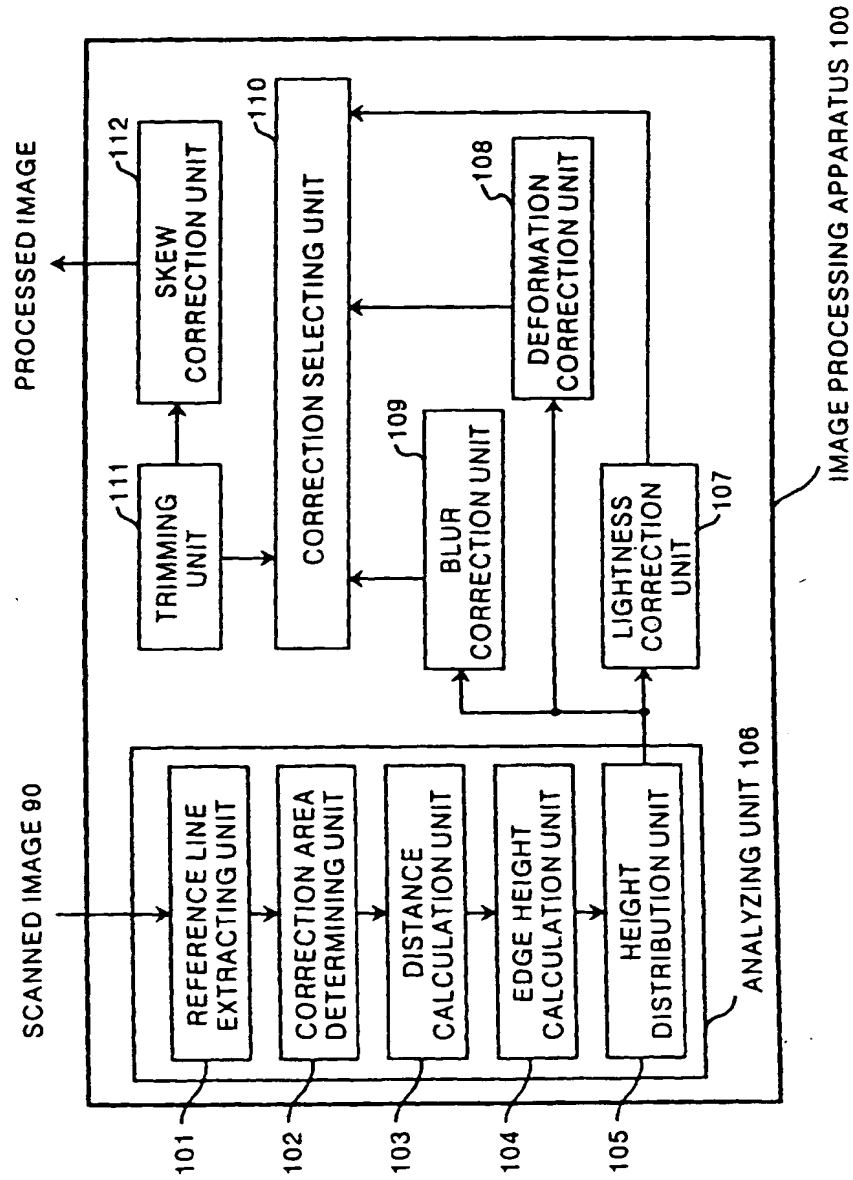 SCANNED IMAGE 90
PROCESSED IMAGE
101
REFERENCE LINE
EXTRACTING UNIT
102
CORRECTION AREA
DETERMINING UNIT
103
DISTANCE
CALCULATION UNIT
104
EDGE HEIGHT
CALCULATION UNIT
105
HEIGHT
DISTRIBUTION UNIT
ANALYZING UNIT 106
111
TRIMMING
UNIT
112
SKEW
CORRECTION UNIT
110
CORRECTION SELECTING UNIT
109
BLUR
CORRECTION UNIT
108
DEFORMATION
CORRECTION UNIT
LIGHTNESS
CORRECTION
UNIT
107
IMAGE PROCESSING APPARATUS 100